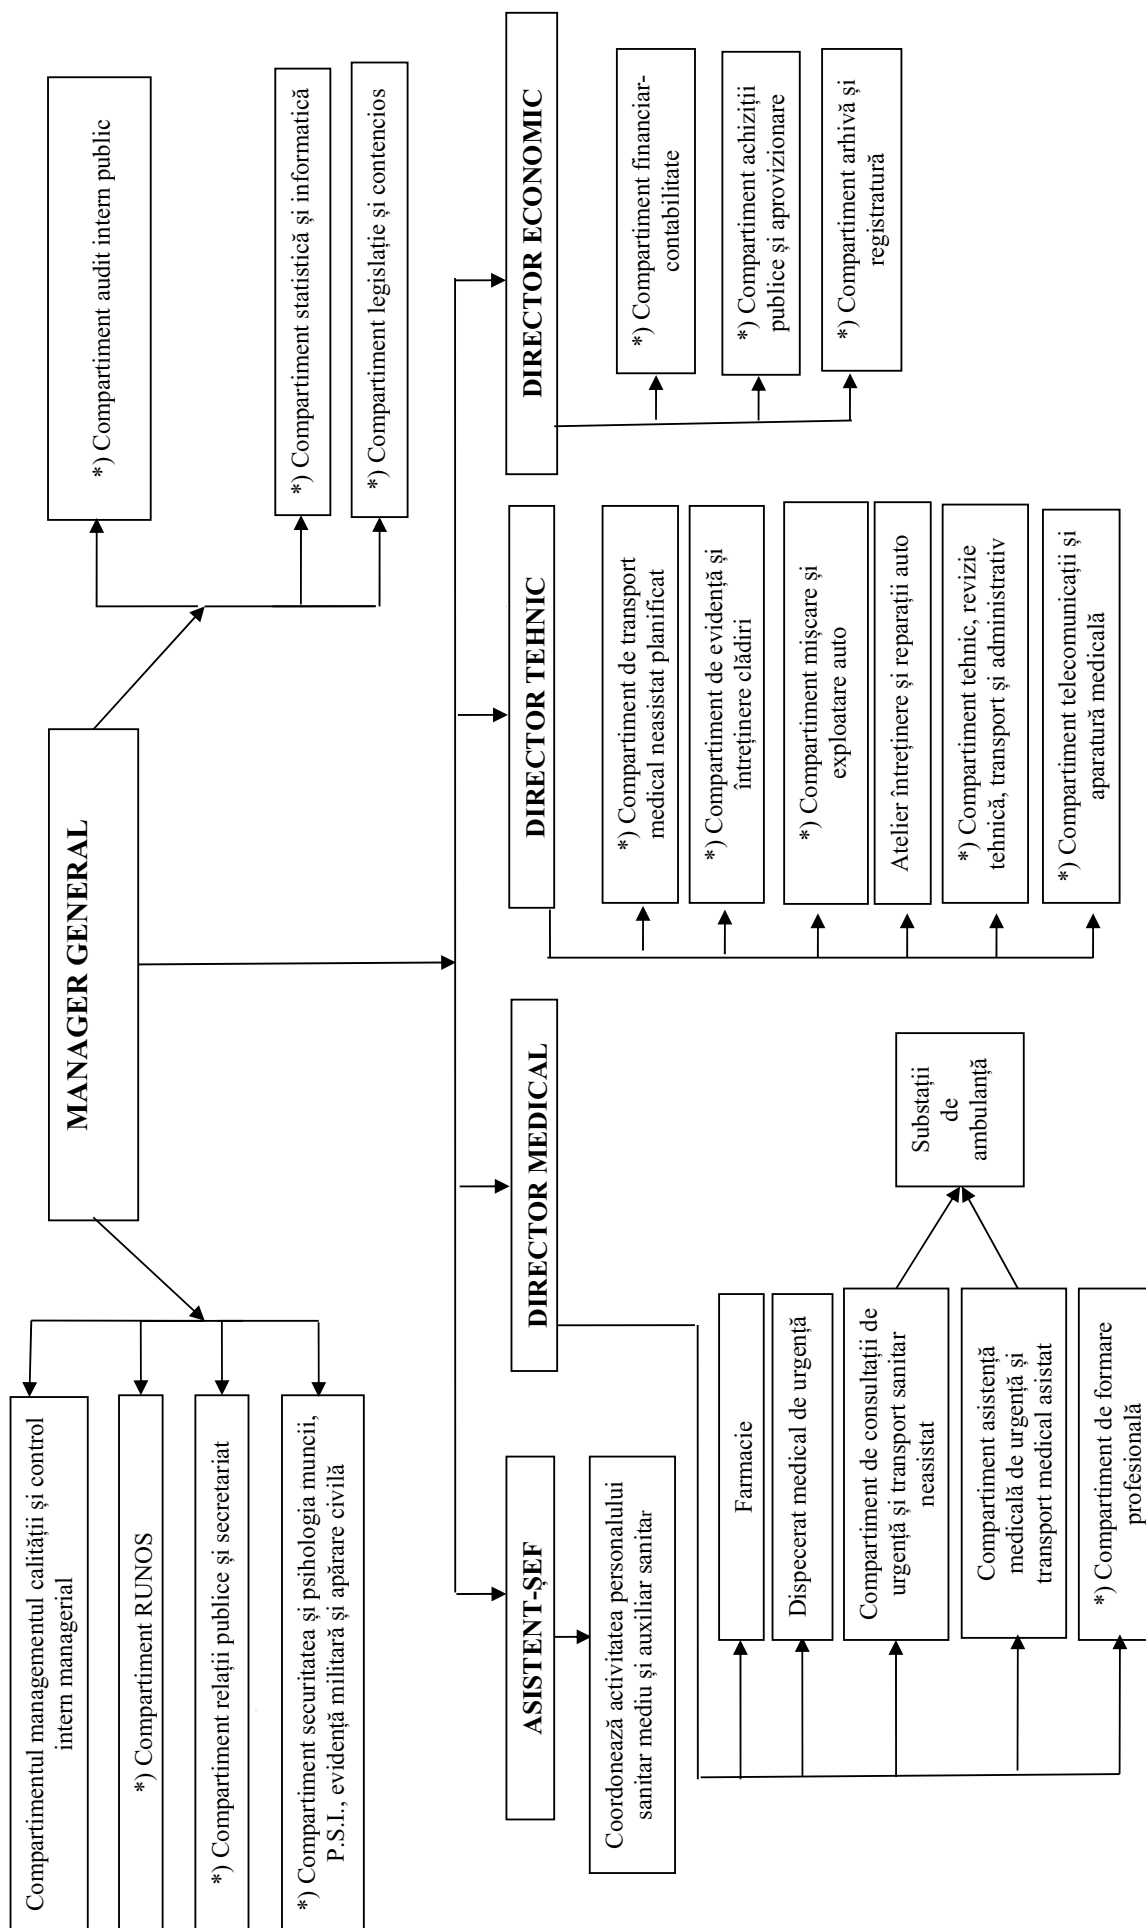 MANAGER GENERAL
Compartimentul managementul calității și control
intern managerial
*) Compartiment RUNOS
*) Compartiment relații publice și secretariat
*) Compartiment securitatea și psihologia muncii,
P.S.I., evidență militară și apărare civilă
*) Compartiment audit intern public
*) Compartiment statistică și informatică
*) Compartiment legislație și contencios
ASISTENT-ȘEF
Coordonează activitatea personalului
sanitar mediu și auxiliar sanitar
DIRECTOR MEDICAL
Farmacie
Dispecerat medical de urgență
Compartiment de consultații de
urgență și transport sanitar
neasistat
Compartiment asistență
medicală de urgență și
transport medical asistat
*) Compartiment de formare
profesională
Substații
de
ambulanță
DIRECTOR TEHNIC
*) Compartiment de transport
medical neasistat planificat
*) Compartiment de evidență și
întreținere clădiri
*) Compartiment mișcare și
exploatare auto
Atelier întreținere și reparații auto
*) Compartiment tehnic, revizie
tehnică, transport și administrativ
*) Compartiment telecomunicații și
aparatură medicală
DIRECTOR ECONOMIC
*) Compartiment financiar-
contabilitate
*) Compartiment achiziții
publice și aprovizionare
*) Compartiment arhivă și
registratură